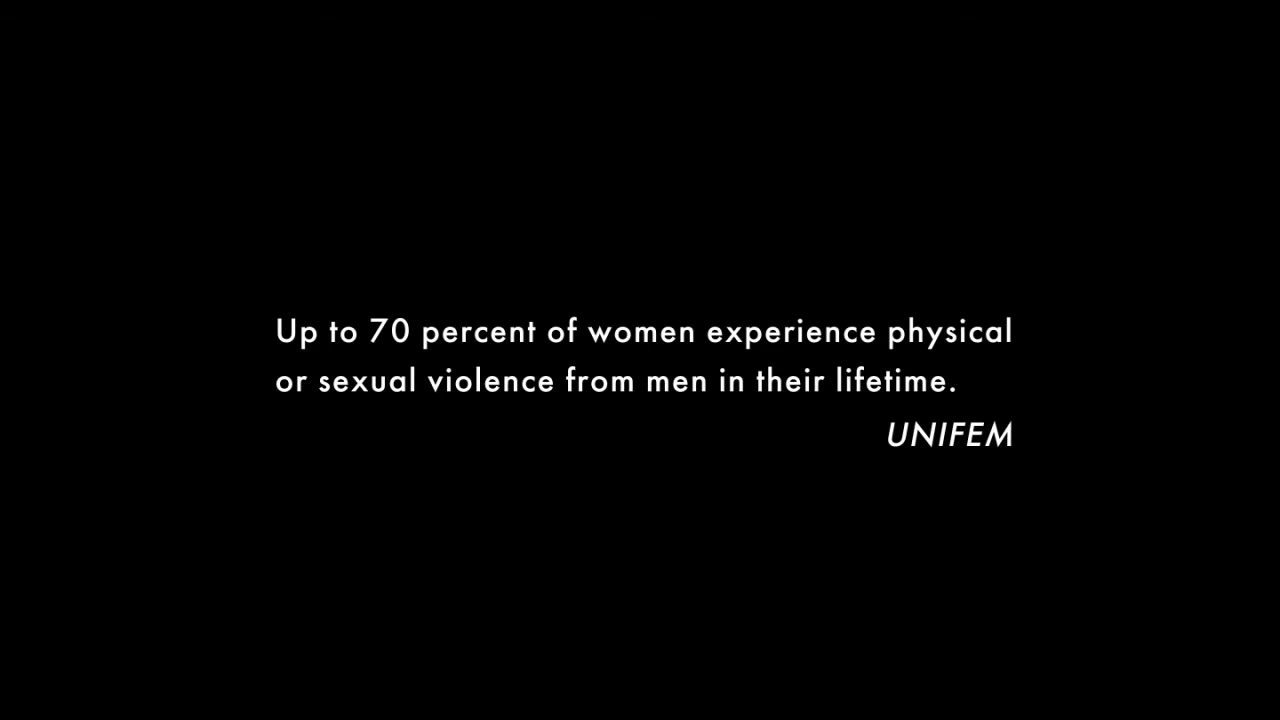 Up to 70 percent of women experience physical
or sexual violence from men in their lifetime.
UNIFEM